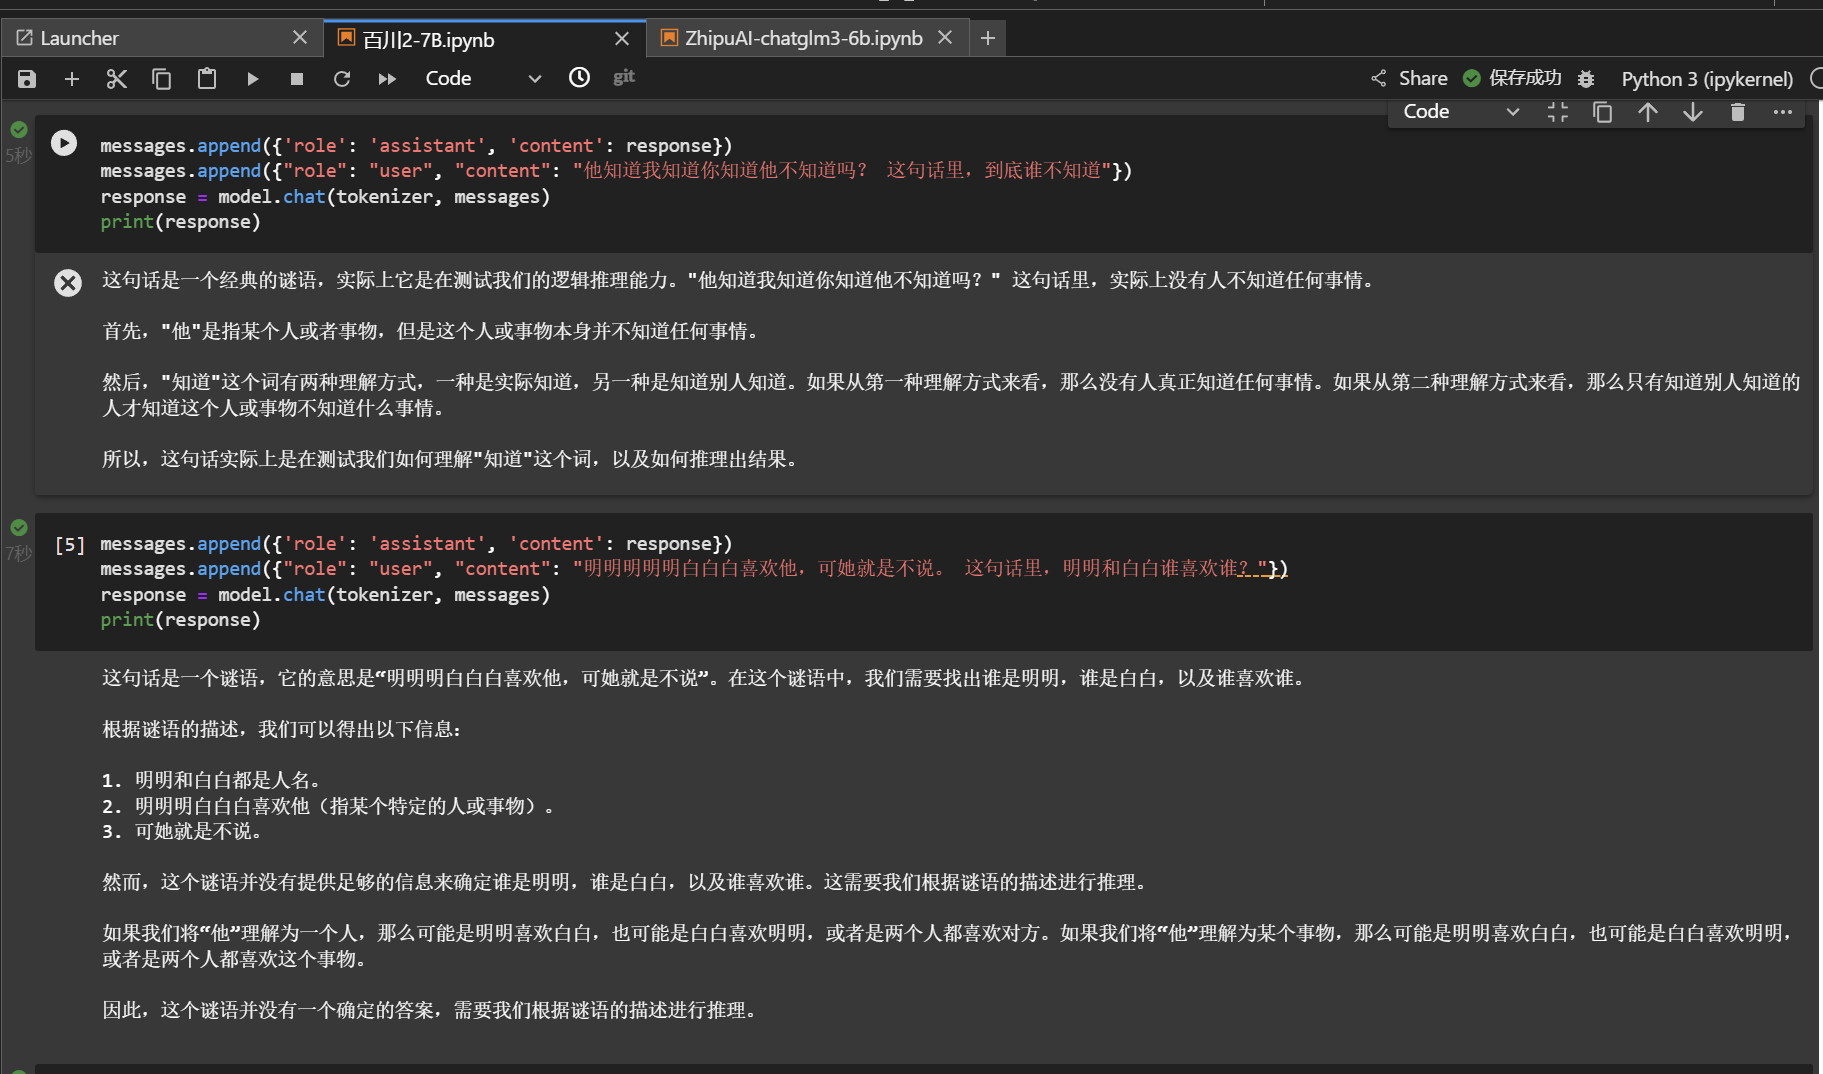 Launcher
百川2-7B.ipynb
ZhipuAI-chatglm3-6b.ipynb
Code
git
Share
保存成功
Python 3 (ipykernel)
Code
5秒
messages.append({'role': 'assistant', 'content': response})
messages.append({"role": "user", "content": "他知道我知道你知道他不知道吗? 这句话里，到底谁不知道"})
response = model.chat(tokenizer, messages)
print(response)
这句话是一个经典的谜语，实际上它是在测试我们的逻辑推理能力。"他知道我知道你知道他不知道吗？" 这句话里，实际上没有人不知道任何事情。
首先，"他"是指某个人或者事物，但是这个人或事物本身并不知道任何事情。
然后，"知道"这个词有两种理解方式，一种是实际知道，另一种是知道别人知道。如果从第一种理解方式来看，那么没有人真正知道任何事情。如果从第二种理解方式来看，那么只有知道别人知道的
人才知道这个人或事物不知道什么事情。
所以，这句话实际上是在测试我们如何理解"知道"这个词，以及如何推理出结果。
7秒
[5]
messages.append({'role': 'assistant', 'content': response})
messages.append({"role": "user", "content": "明明明明明白白白喜欢他，可她就是不说。 这句话里，明明和白白谁喜欢谁？"})
response = model.chat(tokenizer, messages)
print(response)
这句话是一个谜语，它的意思是“明明明白白白喜欢他，可她就是不说”。在这个谜语中，我们需要找出谁是明明，谁是白白，以及谁喜欢谁。
根据谜语的描述，我们可以得出以下信息：
1. 明明和白白都是人名。
2. 明明明白白白喜欢他（指某个特定的人或事物）。
3. 可她就是不说。
然而，这个谜语并没有提供足够的信息来确定谁是明明，谁是白白，以及谁喜欢谁。这需要我们根据谜语的描述进行推理。
如果我们将“他”理解为一个人，那么可能是明明喜欢白白，也可能是白白喜欢明明，或者是两个人都喜欢对方。如果我们将“他”理解为某个事物，那么可能是明明喜欢白白，也可能是白白喜欢明明，
或者是两个人都喜欢这个事物。
因此，这个谜语并没有一个确定的答案，需要我们根据谜语的描述进行推理。